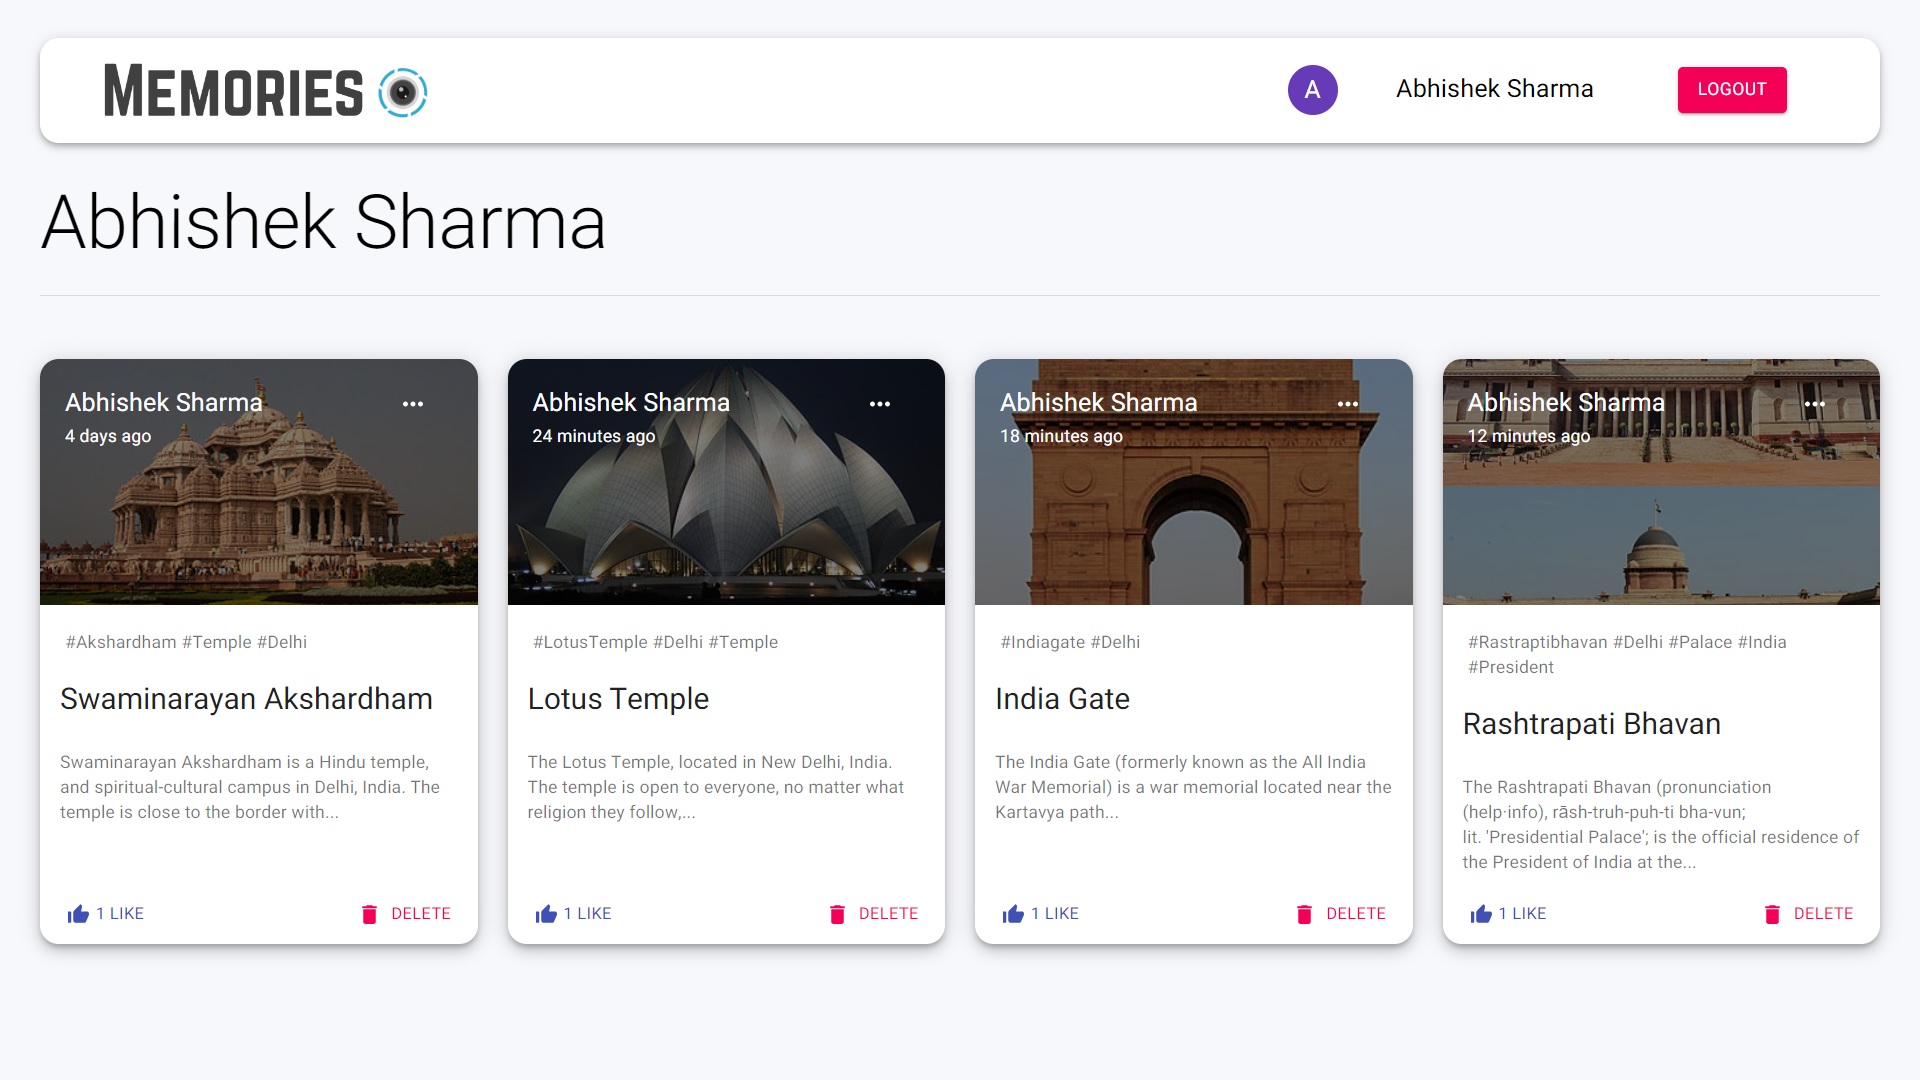 MEMORIES
A
Abhishek Sharma
LOGOUT
Abhishek Sharma
Abhishek Sharma
4 days ago
#Akshardham #Temple #Delhi
Swaminarayan Akshardham
Swaminarayan Akshardham is a Hindu temple,
and spiritual-cultural campus in Delhi, India. The
temple is close to the border with...
1 LIKE
DELETE
Abhishek Sharma
24 minutes ago
#LotusTemple #Delhi #Temple
Lotus Temple
The Lotus Temple, located in New Delhi, India.
The temple is open to everyone, no matter what
religion they follow,...
1 LIKE
DELETE
Abhishek Sharma
18 minutes ago
#Indiagate #Delhi
India Gate
The India Gate (formerly known as the All India
War Memorial) is a war memorial located near the
Kartavya path...
1 LIKE
DELETE
Abhishek Sharma
12 minutes ago
#Rastraptibhavan #Delhi #Palace #India
#President
Rashtrapati Bhavan
The Rashtrapati Bhavan (pronunciation
(help·info), rāsh-truh-puh-ti bha-vun;
lit. 'Presidential Palace'; is the official residence of
the President of India at the...
1 LIKE
DELETE